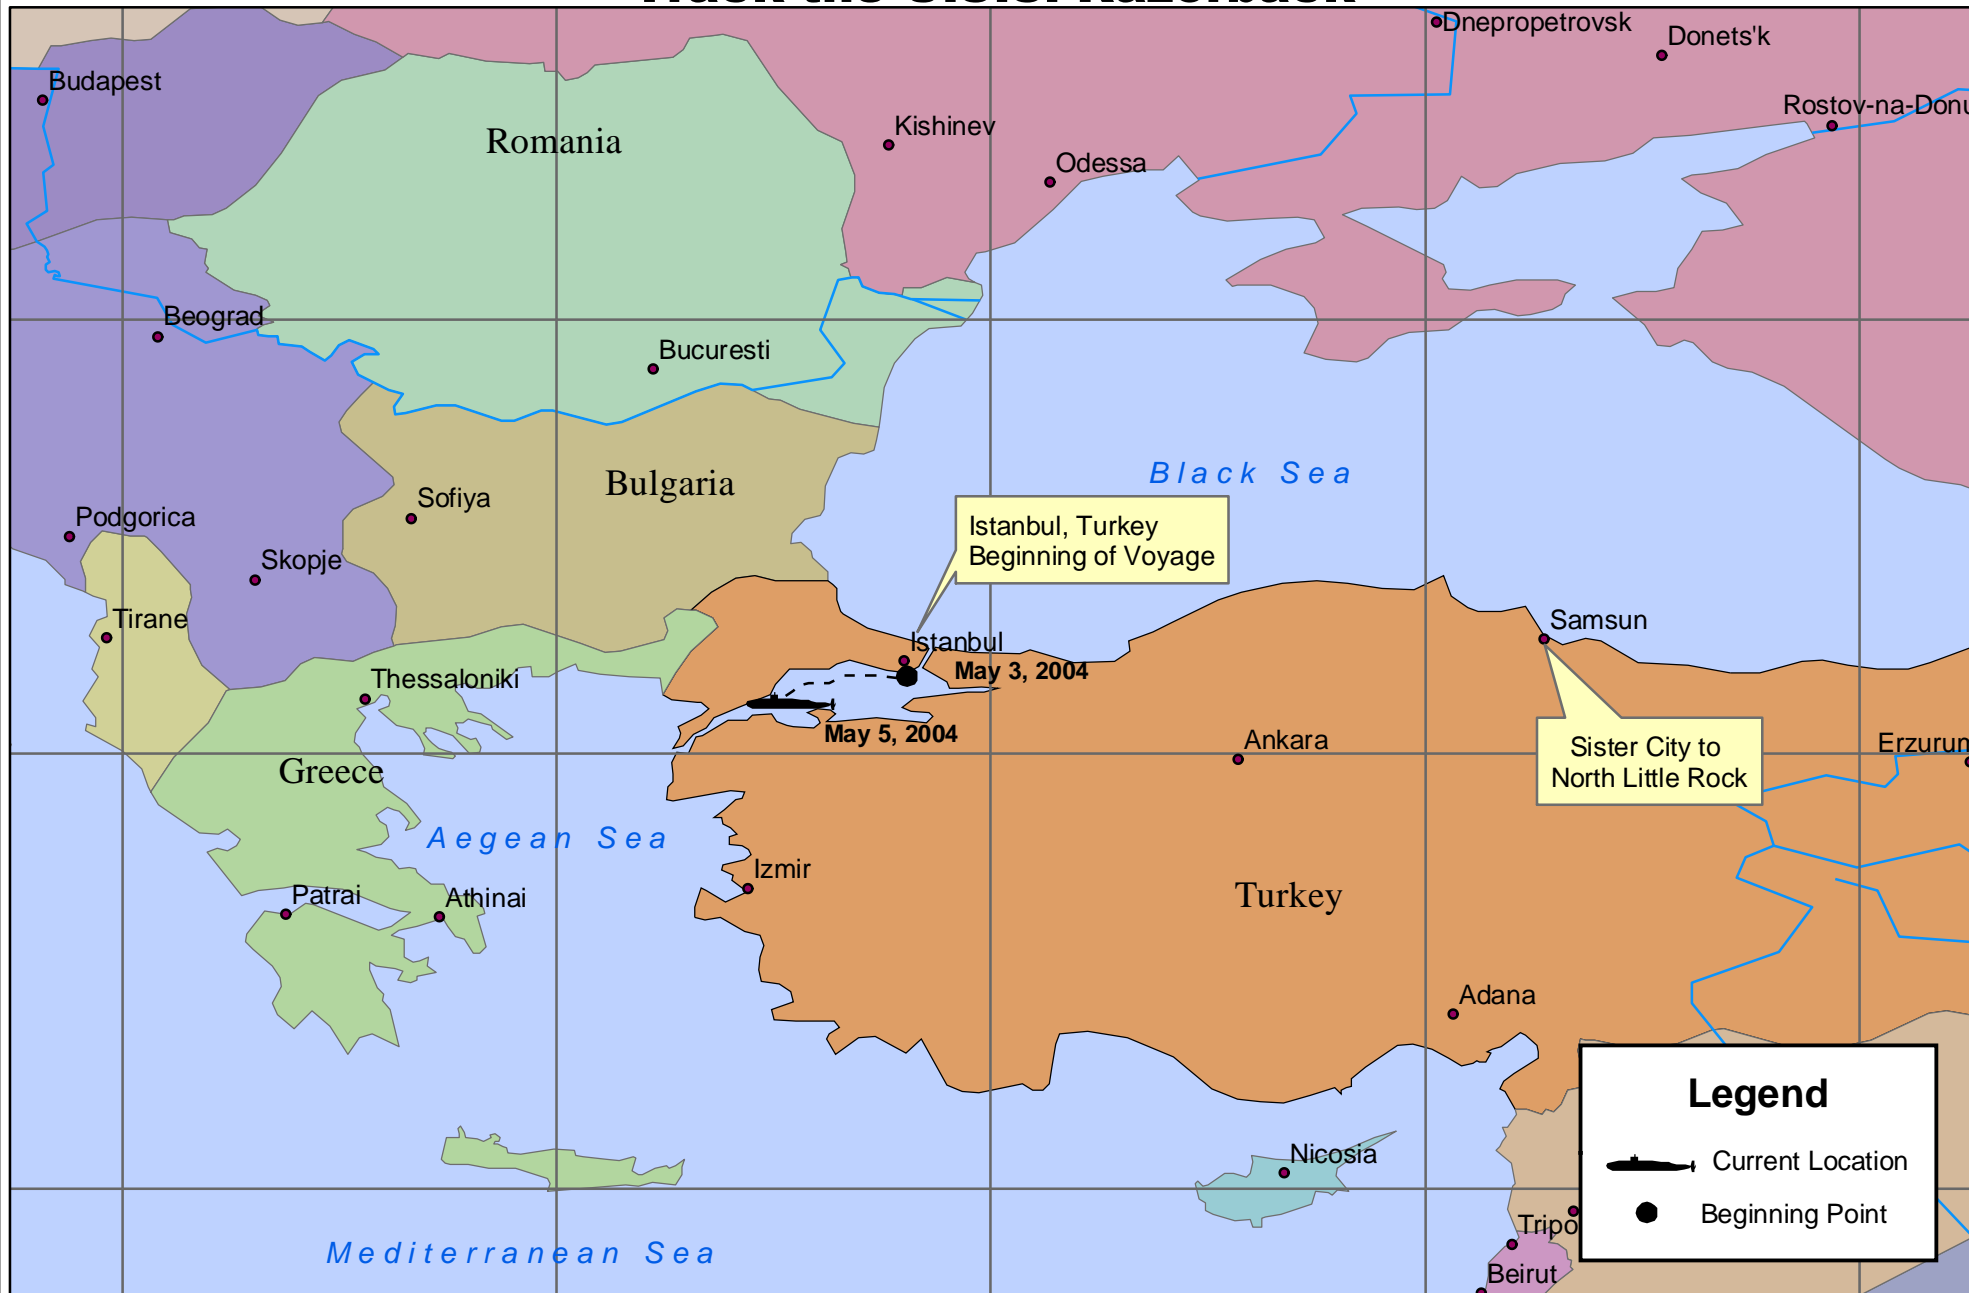 Dnepropetrovsk
Donets'k
Budapest
Rostov-na-Donu
Kishinev
Romania
Odessa
Beograd
Bucuresti
Black Sea
Bulgaria
Sofiya
Podgorica
Istanbul, Turkey
Beginning of Voyage
Skopje
Tirane
Samsun
Istanbul
May 3, 2004
Thessaloniki
May 5, 2004
Ankara
Sister City to
North Little Rock
Erzurum
Greece
Aegean Sea
Izmir
Patrai
Athinai
Turkey
Adana
Legend
Nicosia
Current Location
Beginning Point
Tripo
Mediterranean Sea
Beirut